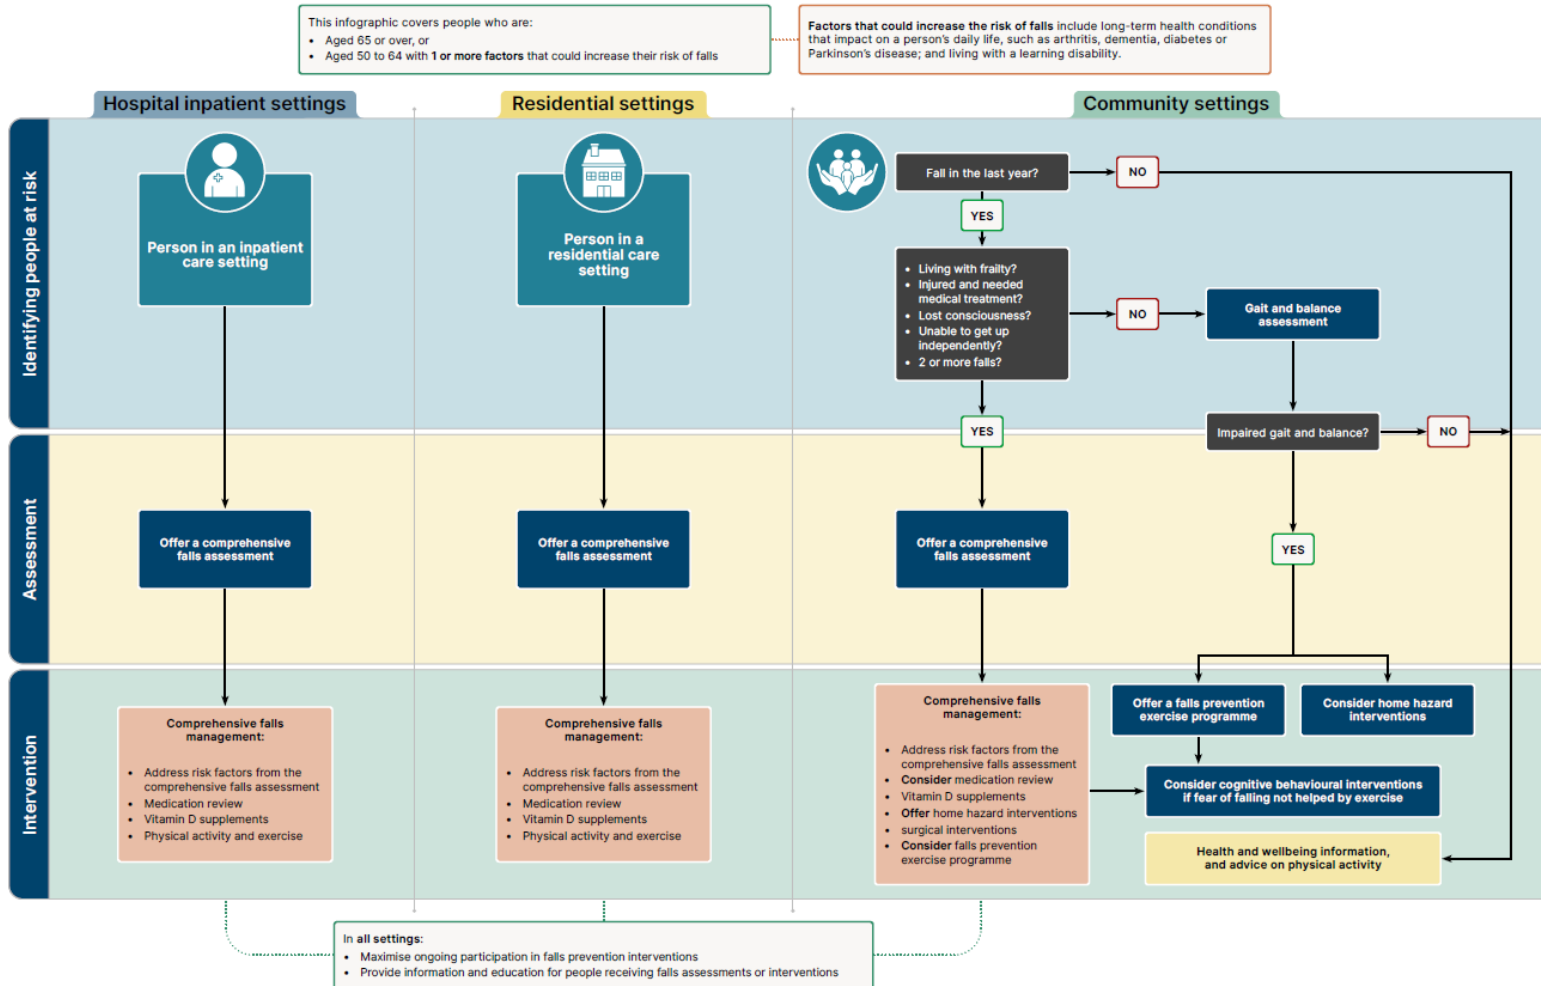 This infographic covers people who are:
• Aged 65 or over, or
• Aged 50 to 64 with 1 or more factors that could increase their risk of falls
Factors that could increase the risk of falls include long-term health conditions
that impact on a person's daily life, such as arthritis, dementia, diabetes or
Parkinson's disease; and living with a learning disability.
Hospital inpatient settings
Residential settings
Community settings
Identifying people at risk
Person in an inpatient
care setting
Person in a
residential care
setting
Fall in the last year?
NO
YES
• Living with frailty?
• Injured and needed
medical treatment?
• Lost consciousness?
• Unable to get up
independently?
• 2 or more falls?
NO
Gait and balance
assessment
YES
Impaired gait and balance?
NO
Assessment
Offer a comprehensive
falls assessment
Offer a comprehensive
falls assessment
Offer a comprehensive
falls assessment
YES
Intervention
Comprehensive falls
management:
• Address risk factors from the
comprehensive falls assessment
• Medication review
• Vitamin D supplements
• Physical activity and exercise
Comprehensive falls
management:
• Address risk factors from the
comprehensive falls assessment
• Medication review
• Vitamin D supplements
• Physical activity and exercise
Comprehensive falls
management:
• Address risk factors from the
comprehensive falls assessment
• Consider medication review
• Vitamin D supplements
• Offer home hazard interventions
• surgical interventions
• Consider falls prevention
exercise programme
Offer a falls prevention
exercise programme
Consider home hazard
interventions
Consider cognitive behavioural interventions
if fear of falling not helped by exercise
Health and wellbeing information,
and advice on physical activity
In all settings:
• Maximise ongoing participation in falls prevention interventions
• Provide information and education for people receiving falls assessments or interventions